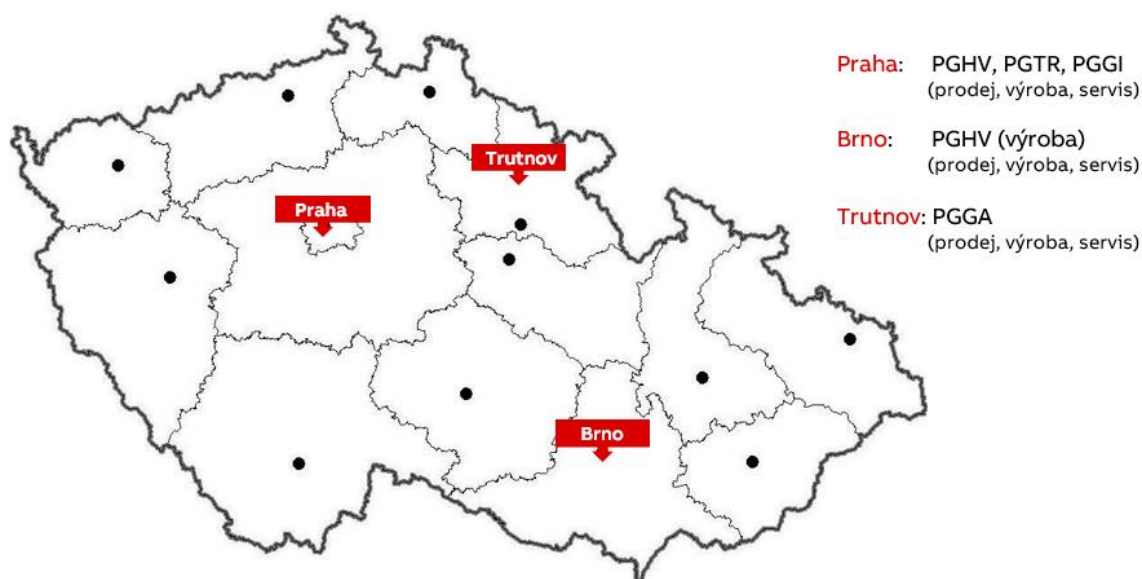 Trutnov
Praha
Brno
Praha: PGHV, PGTR, PGGI
(prodej, výroba, servis)
Brno: PGHV (výroba)
(prodej, výroba, servis)
Trutnov: PGGA
(prodej, výroba, servis)